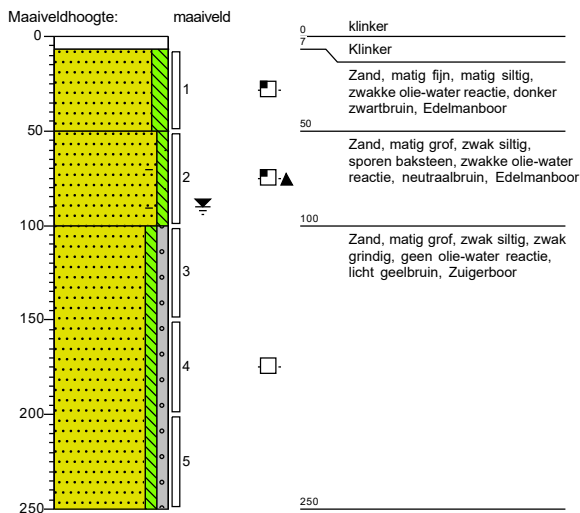 Maaiveldhoogte: maaiveld
0
50
100
150
200
250
1
2
3
4
5
0 klinker
7 Klinker
Zand, matig fijn, matig siltig,
zwakke olie-water reactie, donker
zwartbruin, Edelmanboor
50
Zand, matig grof, zwak siltig,
sporen baksteen, zwakke olie-water
reactie, neutraalbruin, Edelmanboor
100
Zand, matig grof, zwak siltig, zwak
grindig, geen olie-water reactie,
licht geelbruin, Zuigerboor
250